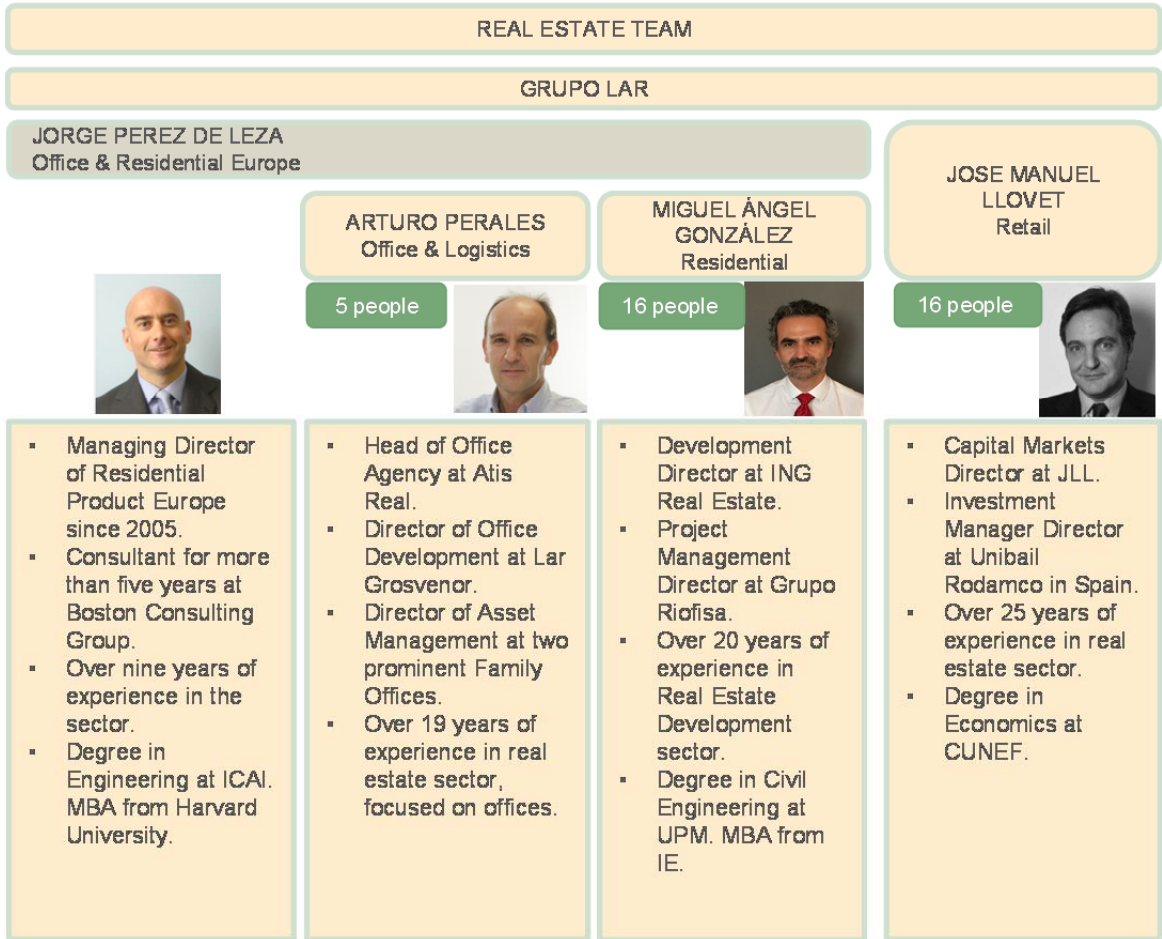 REAL ESTATE TEAM
GRUPO LAR
JORGE PEREZ DE LEZA
Office & Residential Europe
ARTURO PERALES
Office & Logistics
MIGUEL ÁNGEL
GONZÁLEZ
Residential
JOSE MANUEL
LLOVET
Retail
5 people
16 people
16 people
▪ Managing Director
of Residential
Product Europe
since 2005.
▪ Consultant for more
than five years at
Boston Consulting
Group.
▪ Over nine years of
experience in the
sector.
▪ Degree in
Engineering at ICAI.
MBA from Harvard
University.
▪ Head of Office
Agency at Atis
Real.
▪ Director of Office
Development at Lar
Grosvenor.
▪ Director of Asset
Management at two
prominent Family
Offices.
▪ Over 19 years of
experience in real
estate sector,
focused on offices.
▪ Development
Director at ING
Real Estate.
▪ Project
Management
Director at Grupo
Riofisa.
▪ Over 20 years of
experience in
Real Estate
Development
sector.
▪ Degree in Civil
Engineering at
UPM. MBA from
IE.
▪ Capital Markets
Director at JLL.
▪ Investment
Manager Director
at Unibail
Rodamco in Spain.
▪ Over 25 years of
experience in real
estate sector.
▪ Degree in
Economics at
CUNEF.